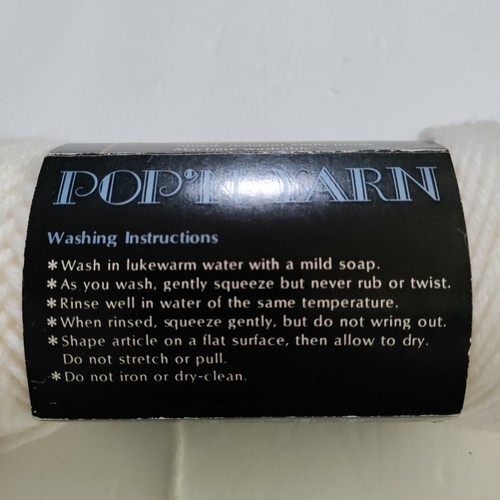 YARN
Washing Instructions
*Wash in lukewarm water with a mild soap.
*As you wash, gently squeeze but never rub or twist.
*Rinse well in water of the same temperature.
*When rinsed, squeeze gently, but do not wring out.
*Shape article on a flat surface, then allow to dry.
Do not stretch or pull.
*Do not iron or dry-clean.